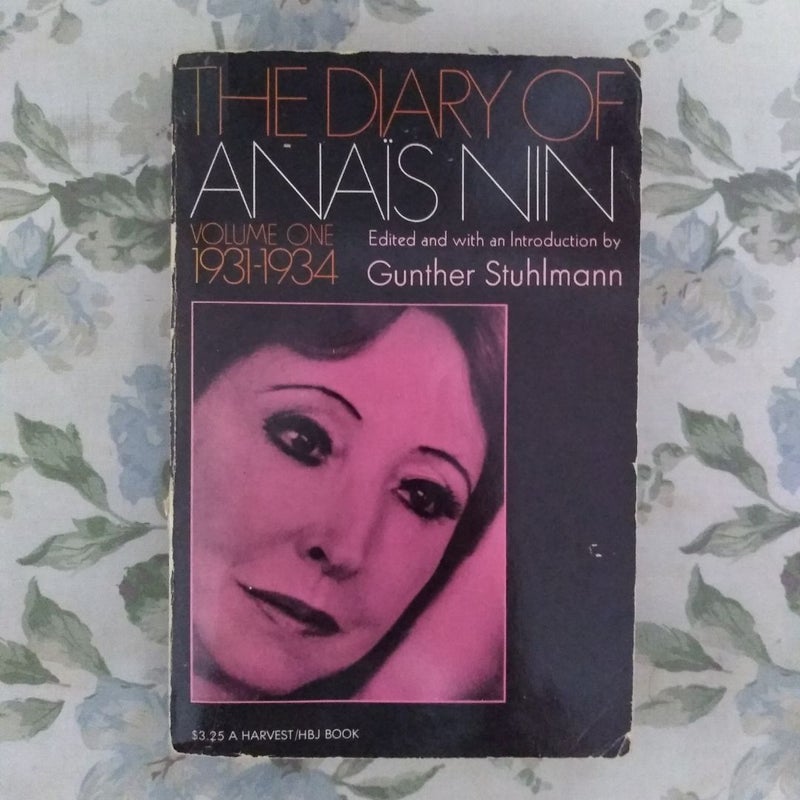 THE DIARY OF
ANAÏS NIN
VOLUME ONE
1931-1934
Edited and with an Introduction by
Gunther Stuhlmann
$3.25 A HARVEST/HBJ BOOK